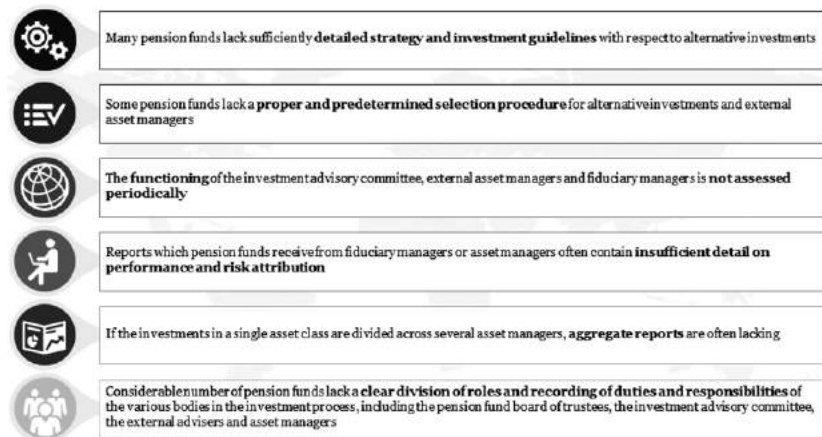 Many pension funds lack sufficiently detailed strategy and investment guidelines with respect to alternative investments
Some pension funds lack a proper and predetermined selection procedure for alternative investments and external
asset managers
The functioning of the investment advisory committee, external asset managers and fiduciary managers is not assessed
periodically
Reports which pension funds receive from fiduciary managers or asset managers often contain insufficient detail on
performance and risk attribution
If the investments in a single asset class are divided across several asset managers, aggregate reports are often lacking
Considerable number of pension funds lack a clear division of roles and recording of duties and responsibilities of
the various bodies in the investment process, including the pension fund board of trustees, the investment advisory committee,
the external advisers and asset managers